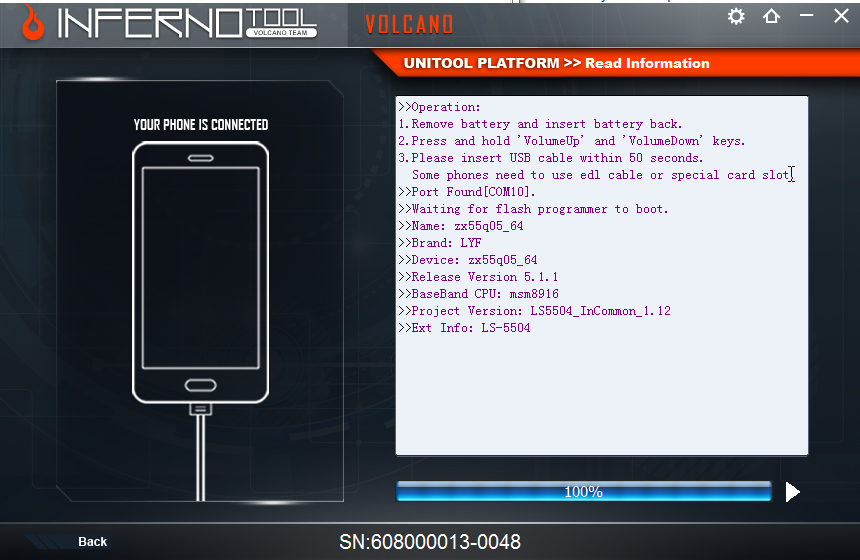 INFERNO TOOL
VOLCANO TEAM
VOLCANO
UNITOOL PLATFORM >> Read Information
YOUR PHONE IS CONNECTED
>>Operation:
1.Remove battery and insert battery back.
2.Press and hold 'VolumeUp' and 'VolumeDown' keys.
3.Please insert USB cable within 50 seconds.
Some phones need to use edl cable or special card slot.
>>Port Found[COM10].
>>Waiting for flash programmer to boot.
>>Name: zx55q05_64
>>Brand: LYF
>>Device: zx55q05_64
>>Release Version 5.1.1
>>BaseBand CPU: msm8916
>>Project Version: LS5504_InCommon_1.12
>>Ext Info: LS-5504
100%
Back
SN:608000013-0048